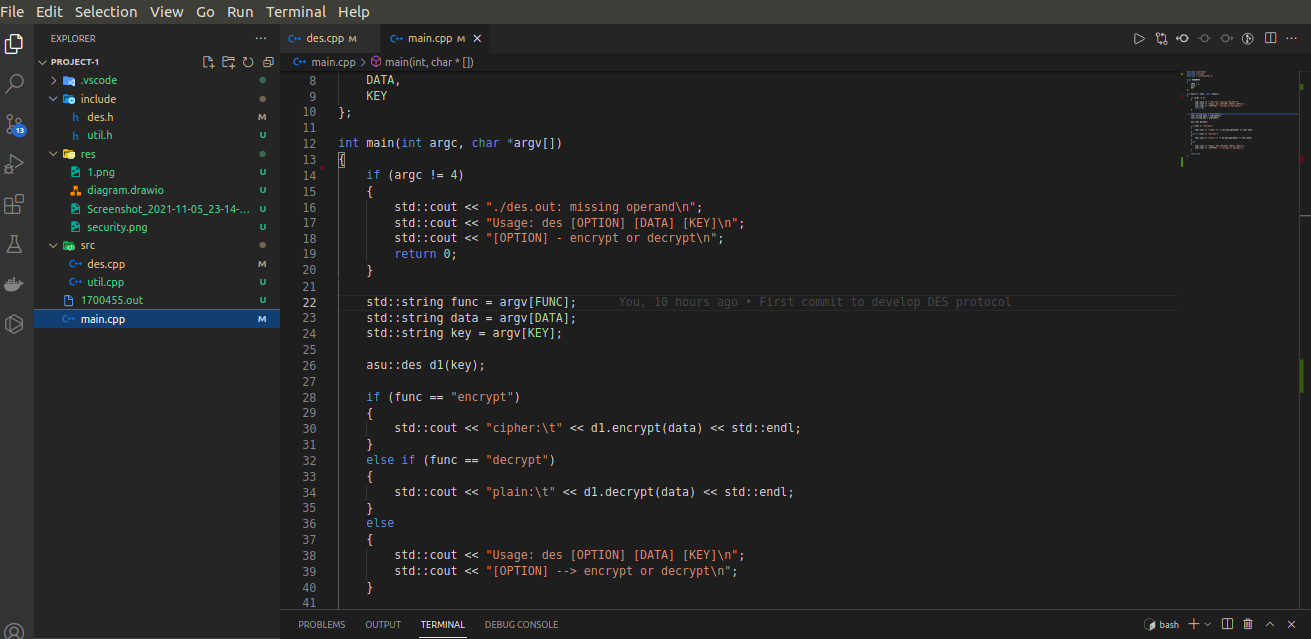 File Edit Selection View Go Run Terminal Help
EXPLORER ...
des.cpp M main.cpp M
PROJECT-1
main.cpp > main(int, char * [])
.vscode
include
des.h M
util.h U
res
1.png U
diagram.drawio U
Screenshot_2021-11-05_23-14-... U
security.png U
src
des.cpp M
util.cpp U
1700455.out U
main.cpp M
13
8 DATA,
9 KEY
10 };
11
12 int main(int argc, char *argv[])
13 {
14 if (argc != 4)
15 {
16 std::cout << "./des.out: missing operand\n";
17 std::cout << "Usage: des [OPTION] [DATA] [KEY]\n";
18 std::cout << "[OPTION] - encrypt or decrypt\n";
19 return 0;
20 }
21
22 std::string func = argv[FUNC]; You, 10 hours ago • First commit to develop DES protocol
23 std::string data = argv[DATA];
24 std::string key = argv[KEY];
25
26 asu::des d1(key);
27
28 if (func == "encrypt")
29 {
30 std::cout << "cipher:\t" << d1.encrypt(data) << std::endl;
31 }
32 else if (func == "decrypt")
33 {
34 std::cout << "plain:\t" << d1.decrypt(data) << std::endl;
35 }
36 else
37 {
38 std::cout << "Usage: des [OPTION] [DATA] [KEY]\n";
39 std::cout << "[OPTION] --> encrypt or decrypt\n";
40 }
41
PROBLEMS OUTPUT TERMINAL DEBUG CONSOLE bash